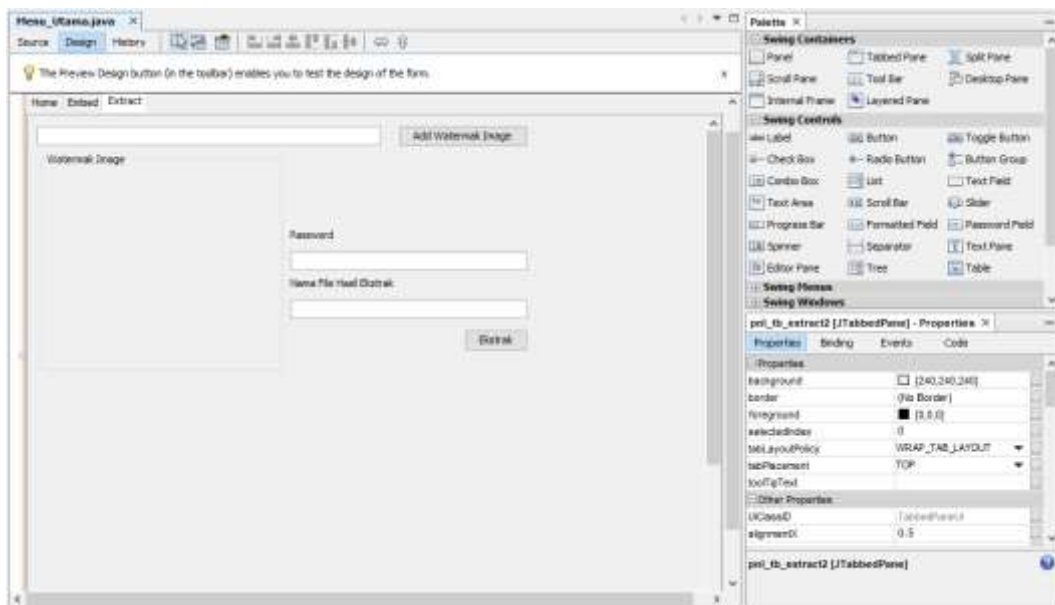 Menu_Utama.java
Source Design History
The Preview Design button (in the toolbar) enables you to test the design of the form.
Home Embed Extract
Add Watermak Image
Watermak Image
Password
Nama File Hasil Ekstrak
Ekstrak
Palette
Swing Containers
Panel Tabbed Pane Split Pane
Scroll Pane Tool Bar Desktop Pane
Internal Frame Layered Pane
Swing Controls
label Label Button Toggle Button
Check Box Radio Button Button Group
Combo Box List Text Field
Text Area Scroll Bar Slider
Progress Bar Formatted Field Password Field
Spinner Separator Text Pane
Editor Pane Tree Table
Swing Menus
Swing Windows
pnl_tb_extract2 [JTabbedPane] - Properties
Properties Binding Events Code
Properties
background [240,240,240]
border (No Border)
foreground [0,0,0]
selectedIndex 0
tabLayoutPolicy WRAP_TAB_LAYOUT
tabPlacement TOP
toolTipText
Other Properties
UIClassID TabbedPaneUI
alignmentX 0.5
pnl_tb_extract2 [JTabbedPane]